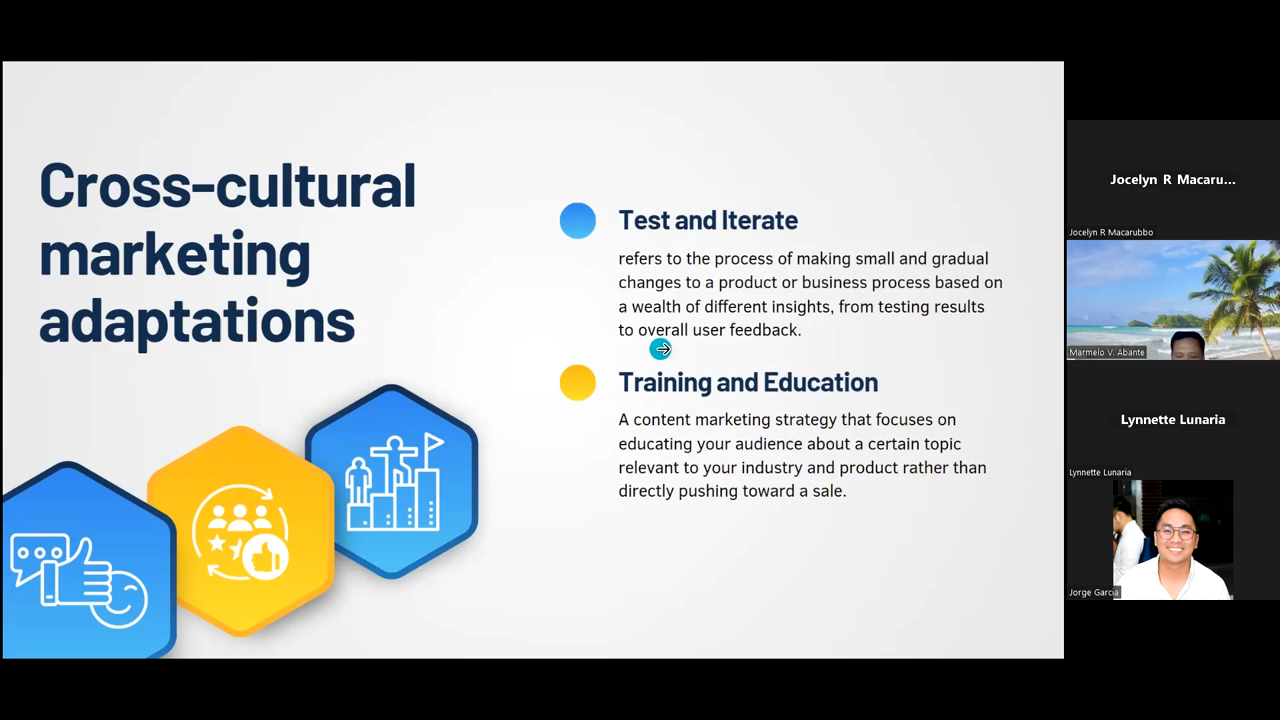 Cross-cultural
marketing
adaptations
Test and Iterate
refers to the process of making small and gradual
changes to a product or business process based on
a wealth of different insights, from testing results
to overall user feedback.
Training and Education
A content marketing strategy that focuses on
educating your audience about a certain topic
relevant to your industry and product rather than
directly pushing toward a sale.
Jocelyn R Macaru...
Jocelyn R Macarubbo
Marmelo V. Abante
Lynnette Lunaria
Lynnette Lunaria
Jorge Garcia